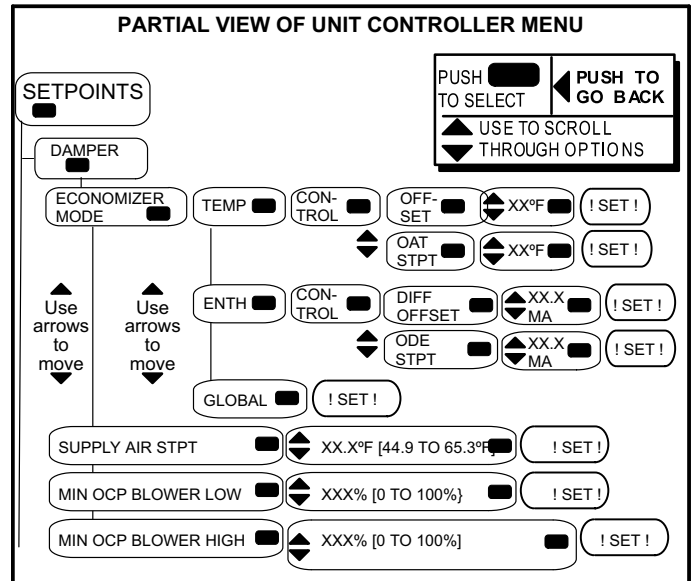 PARTIAL VIEW OF UNIT CONTROLLER MENU
PUSH
TO SELECT
PUSH TO
GO BACK
USE TO SCROLL
THROUGH OPTIONS
SETPOINTS
DAMPER
ECONOMIZER
MODE
TEMP
CON-
TROL
OFF-
SET
XXºF
! SET !
OAT
STPT
XXºF
! SET !
Use
arrows
to
move
Use
arrows
to
move
ENTH
CON-
TROL
DIFF
OFFSET
XX.X
MA
! SET !
ODE
STPT
XX.X
MA
! SET !
GLOBAL
! SET !
SUPPLY AIR STPT
XX.XºF [44.9 TO 65.3ºF]
! SET !
MIN OCP BLOWER LOW
XXX% [0 TO 100%}
! SET !
MIN OCP BLOWER HIGH
XXX% [0 TO 100%]
! SET !